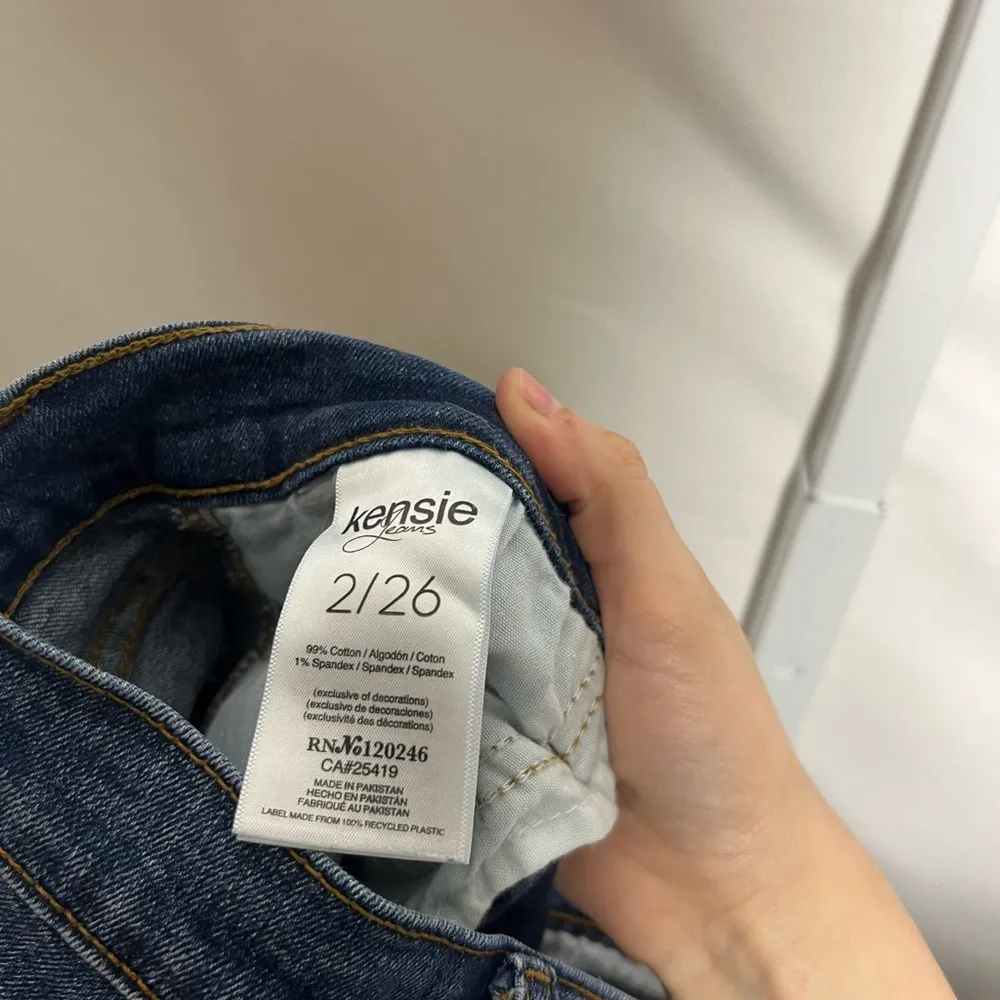 kensie
Jeans
2/26
99% Cotton / Algodón / Coton
1% Spandex / Spandex / Spandex
(exclusive of decorations)
(exclusivo de decoraciones)
(exclusivité des décorations)
RN№120246
CA#25419
MADE IN PAKISTAN
HECHO EN PAKISTÁN
FABRIQUÉ AU PAKISTAN
LABEL MADE FROM 100% RECYCLED PLASTIC